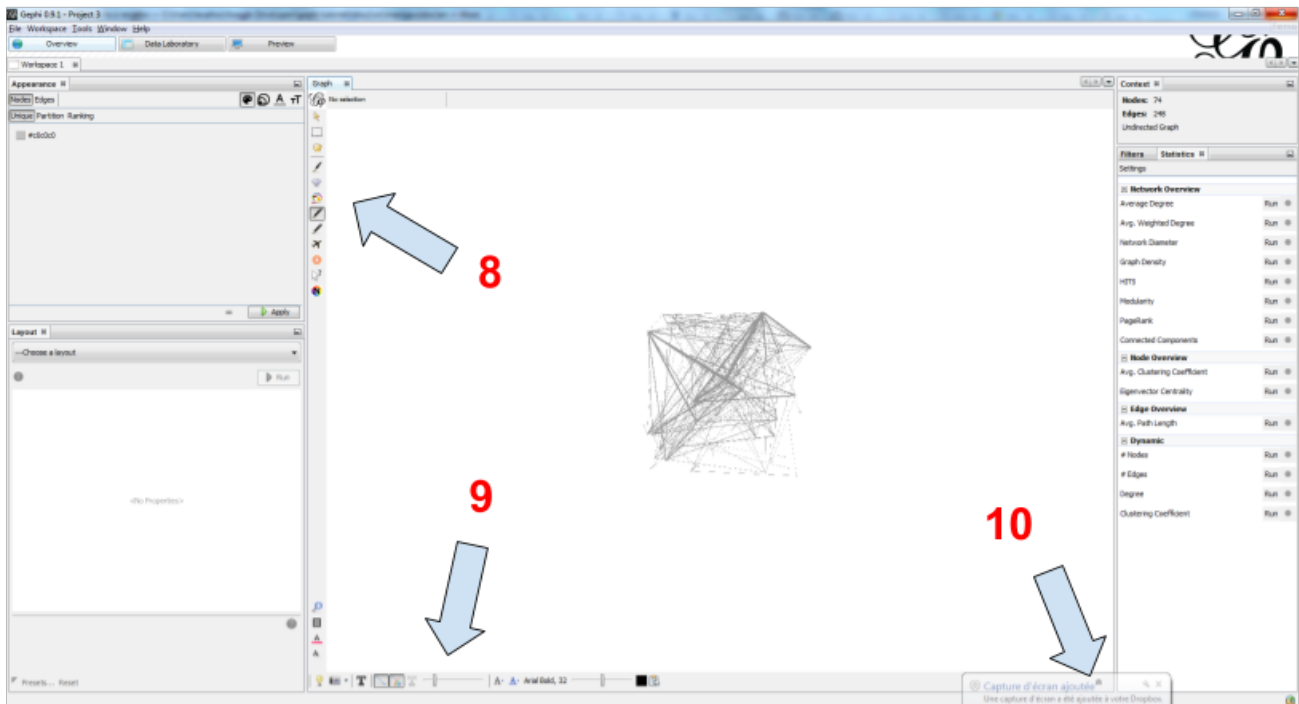 Gephi 0.9.1 - Project 3
File Workspace Tools Window Help
Overview Data Laboratory Preview
Workspace 1
Appearance
Nodes Edges
Unique Partition Ranking
#c0c0c0
Apply
Layout
---Choose a layout
Run
<No Properties>
Presets... Reset
Graph
No selection
8
9
10
Arial Bold, 32
Context
Nodes: 74
Edges: 248
Undirected Graph
Filters Statistics
Settings
Network Overview
Average Degree Run
Avg. Weighted Degree Run
Network Diameter Run
Graph Density Run
HITS Run
Modularity Run
PageRank Run
Connected Components Run
Node Overview
Avg. Clustering Coefficient Run
Eigenvector Centrality Run
Edge Overview
Avg. Path Length Run
Dynamic
# Nodes Run
# Edges Run
Degree Run
Clustering Coefficient Run
Capture d'écran ajoutée
Une capture d'écran a été ajoutée à votre Dropbox.